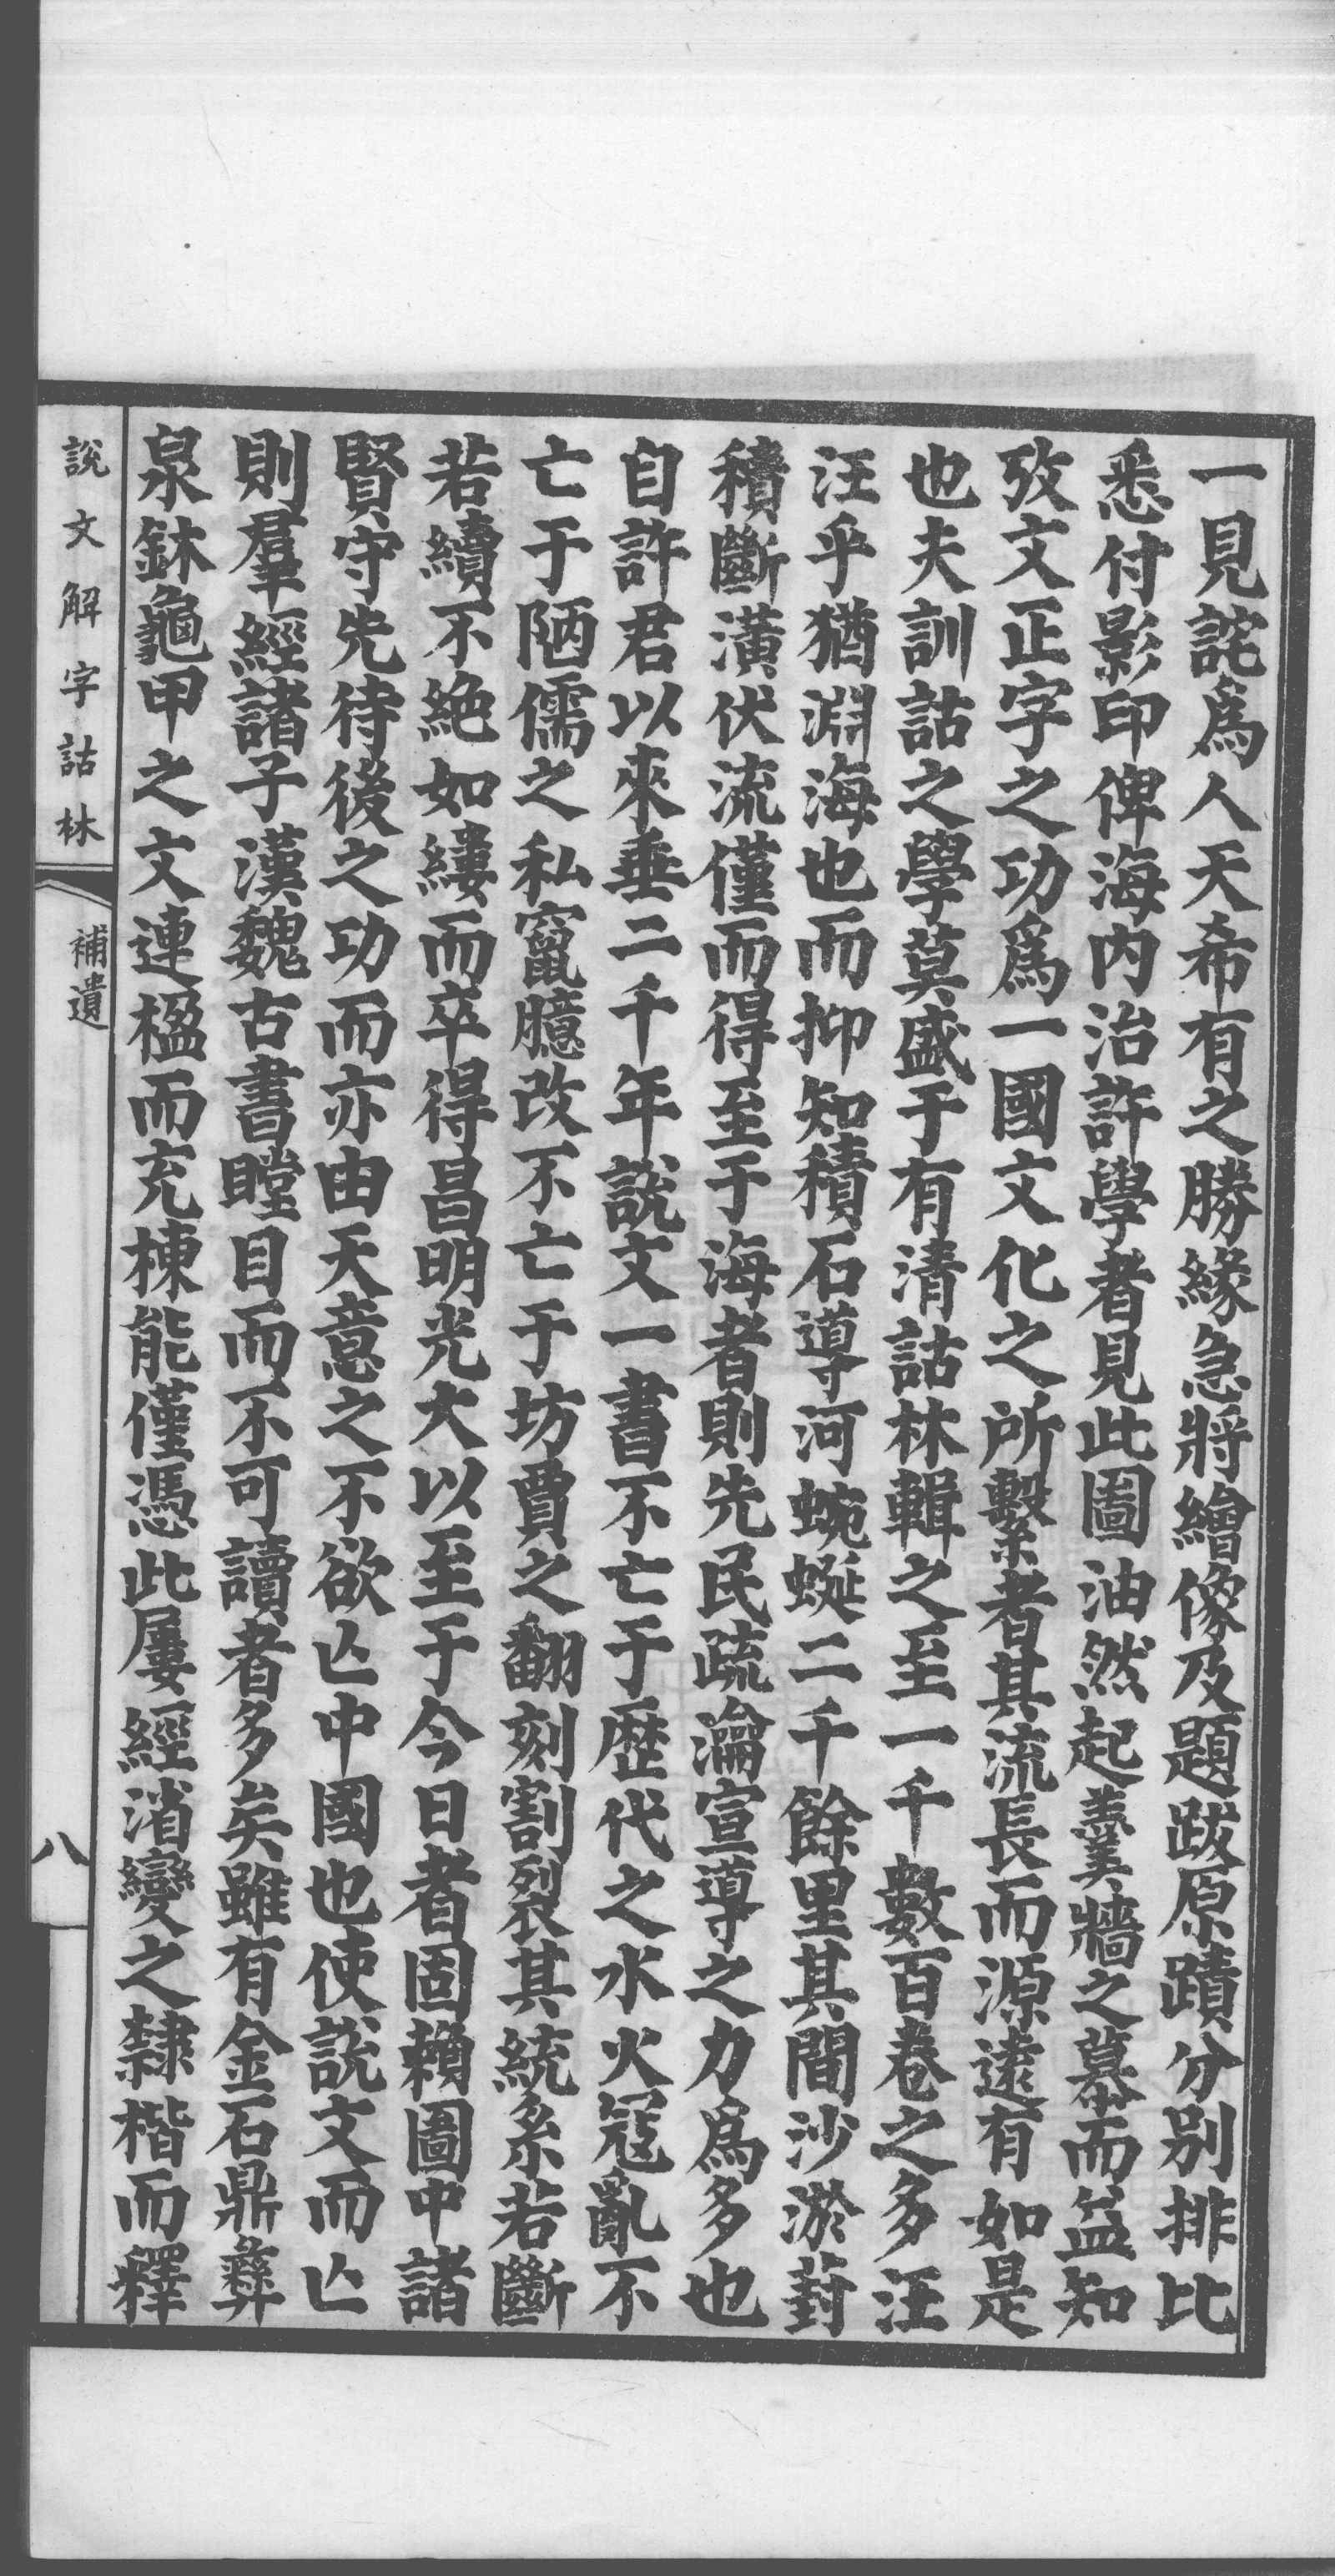 一見詫爲人天希有之勝緣急將繪像及題跋原蹟分別排比
悉付影印俾海內治許學者見此圖油然起羹牆之慕而益知
攷文正字之功爲一國文化之所繫者其流長而源遠有如是
也夫訓詁之學莫盛于有清詁林輯之至一千數百卷之多汪
汪乎猶淵海也而抑知積石導河蜿蜒二千餘里其間沙淤葑
積斷潢伏流僅而得至于海者則先民疏瀹宣導之力爲多也
自許君以來垂二千年說文一書不亡于歷代之水火寇亂不
亡于陋儒之私竄臆改不亡于坊賈之翻刻割裂其統系若斷
若續不絕如縷而卒得昌明光大以至于今日者固賴圖中諸
賢守先待後之功而亦由天意之不欲亾中國也使說文而亾
則羣經諸子漢魏古書瞠目而不可讀者多矣雖有金石鼎彝
泉鉥龜甲之文連楹而充棟能僅馮此屢經消變之隸楷而釋
說文解字詁林
補遺
八